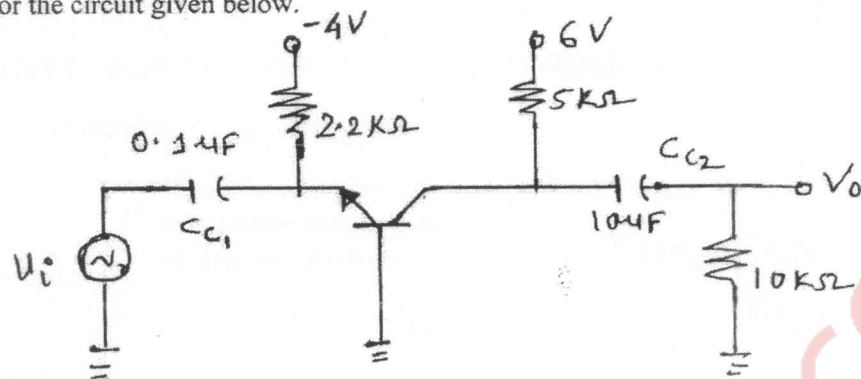 or the circuit given below.
-4V
6V
2.2KΩ
5KΩ
0.1µF
CC1
CC2
10µF
Vo
Vi
10KΩ